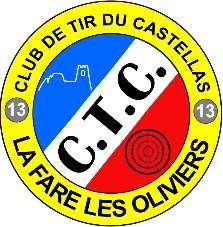 CLUB DE TIR DU CASTELLAS
13
C.T.C.
13
LA FARE LES OLIVIERS